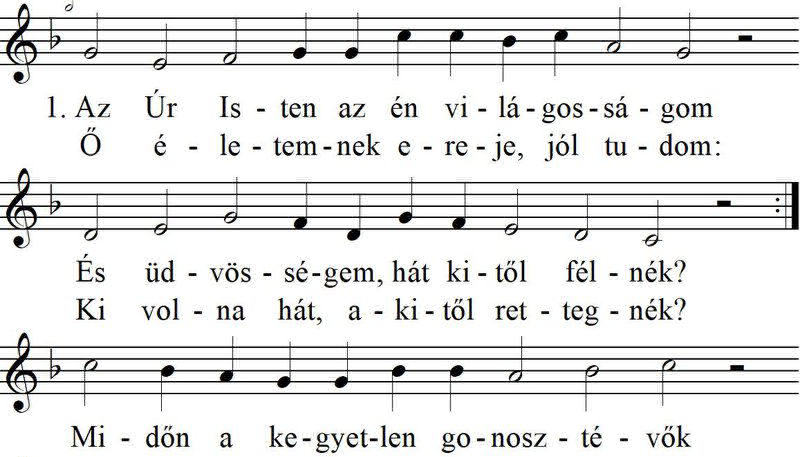 1. Az Úr Is - ten az én vi - lá - gos - sá - gom
Ő é - le - tem - nek e - re - je, jól tu - dom:
És üd - vös - sé - gem, hát ki - től fél - nék?
Ki vol - na hát, a - ki - től ret - teg - nék?
Mi - dőn a ke - gyet - len go - nosz - té - vők